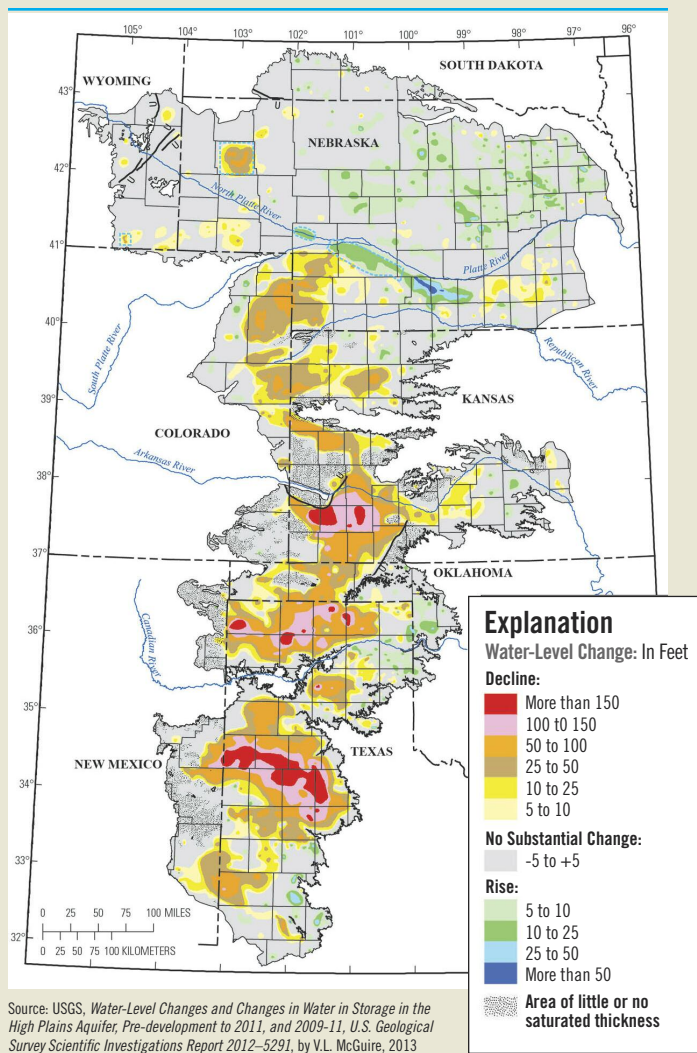 105°
104°
103°
102°
101°
100°
99°
98°
97°
96°
WYOMING
SOUTH DAKOTA
43°
NEBRASKA
42°
North Platte River
41°
Platte River
40°
South Platte River
Republican River
39°
KANSAS
COLORADO
38°
Arkansas River
37°
OKLAHOMA
36°
Canadian River
35°
TEXAS
NEW MEXICO
34°
33°
32°
0 25 50 75 100 MILES
0 25 50 75 100 KILOMETERS
Explanation
Water-Level Change: In Feet
Decline:
More than 150
100 t0 150
50 to 100
25 to 50
10 to 25
5 to 10
No Substantial Change:
-5 to +5
Rise:
5 to 10
10 to 25
25 to 50
More than 50
Area of little or no
saturated thickness
Source: USGS, Water-Level Changes and Changes in Water in Storage in the
High Plains Aquifer, Pre-development to 2011, and 2009-11, U.S. Geological
Survey Scientific Investigations Report 2012–5291, by V.L. McGuire, 2013